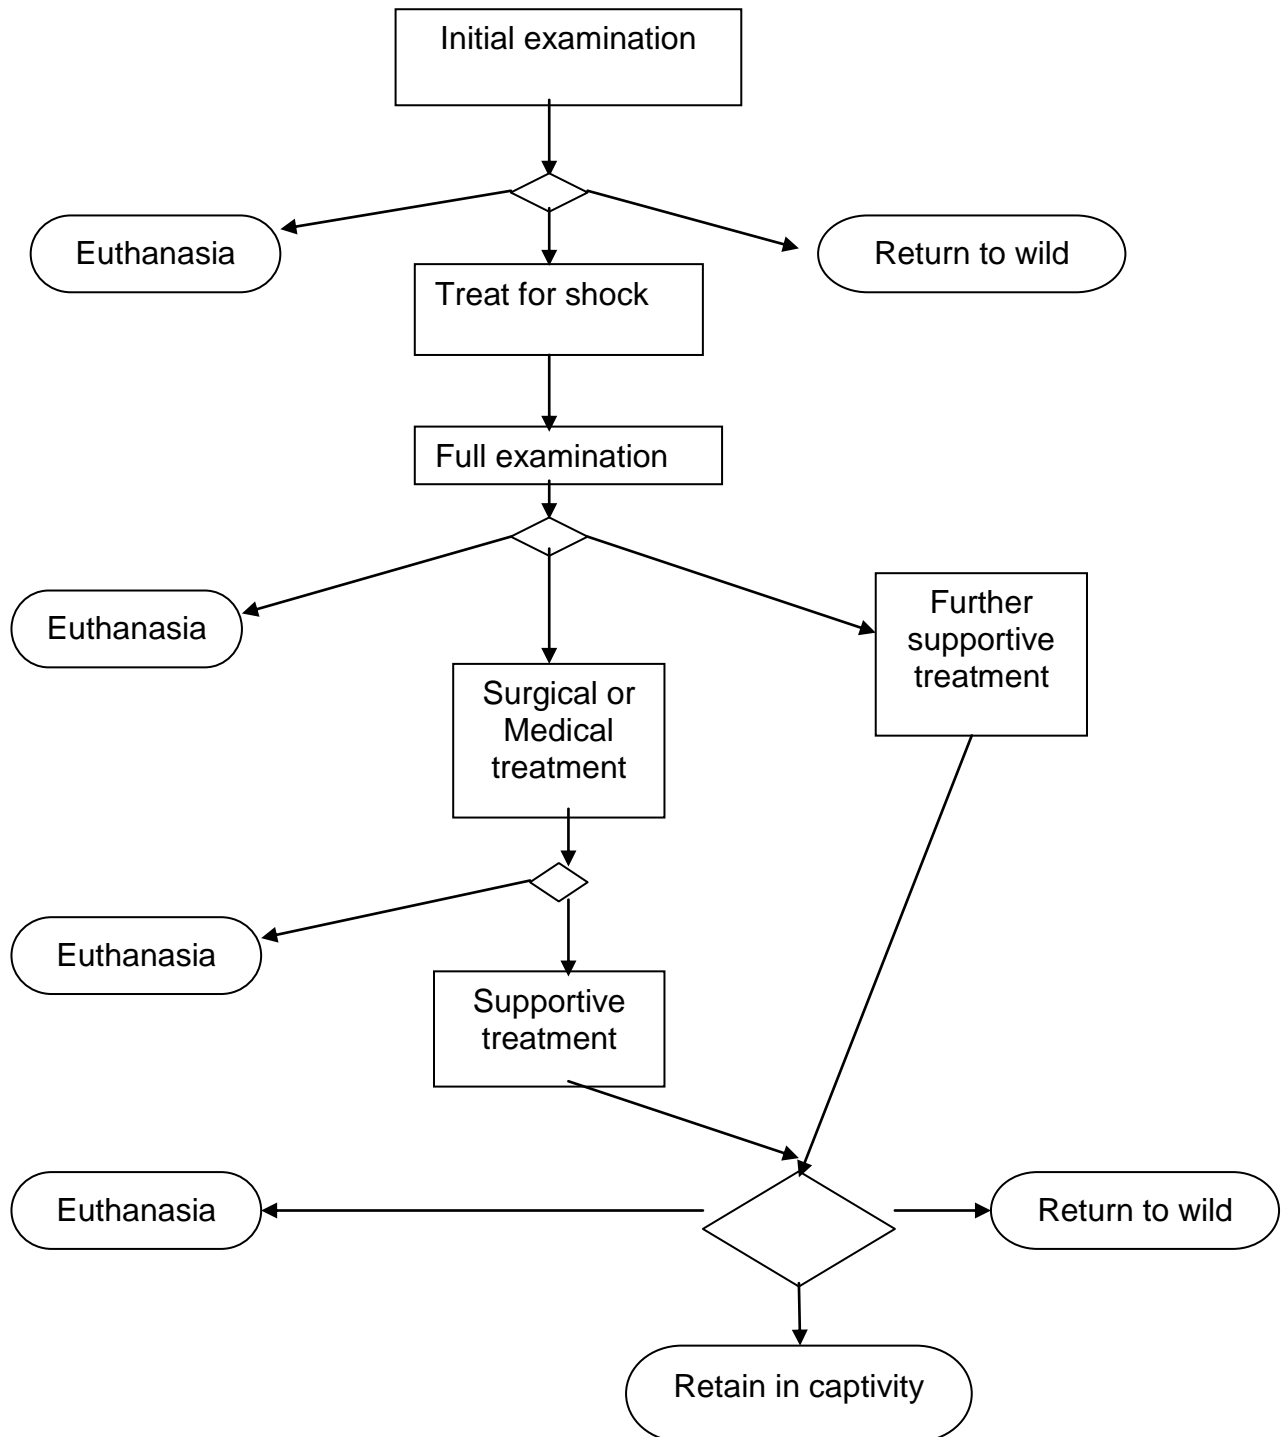 Initial examination
Euthanasia
Return to wild
Treat for shock
Full examination
Euthanasia
Further
supportive
treatment
Surgical or
Medical
treatment
Euthanasia
Supportive
treatment
Euthanasia
Return to wild
Retain in captivity